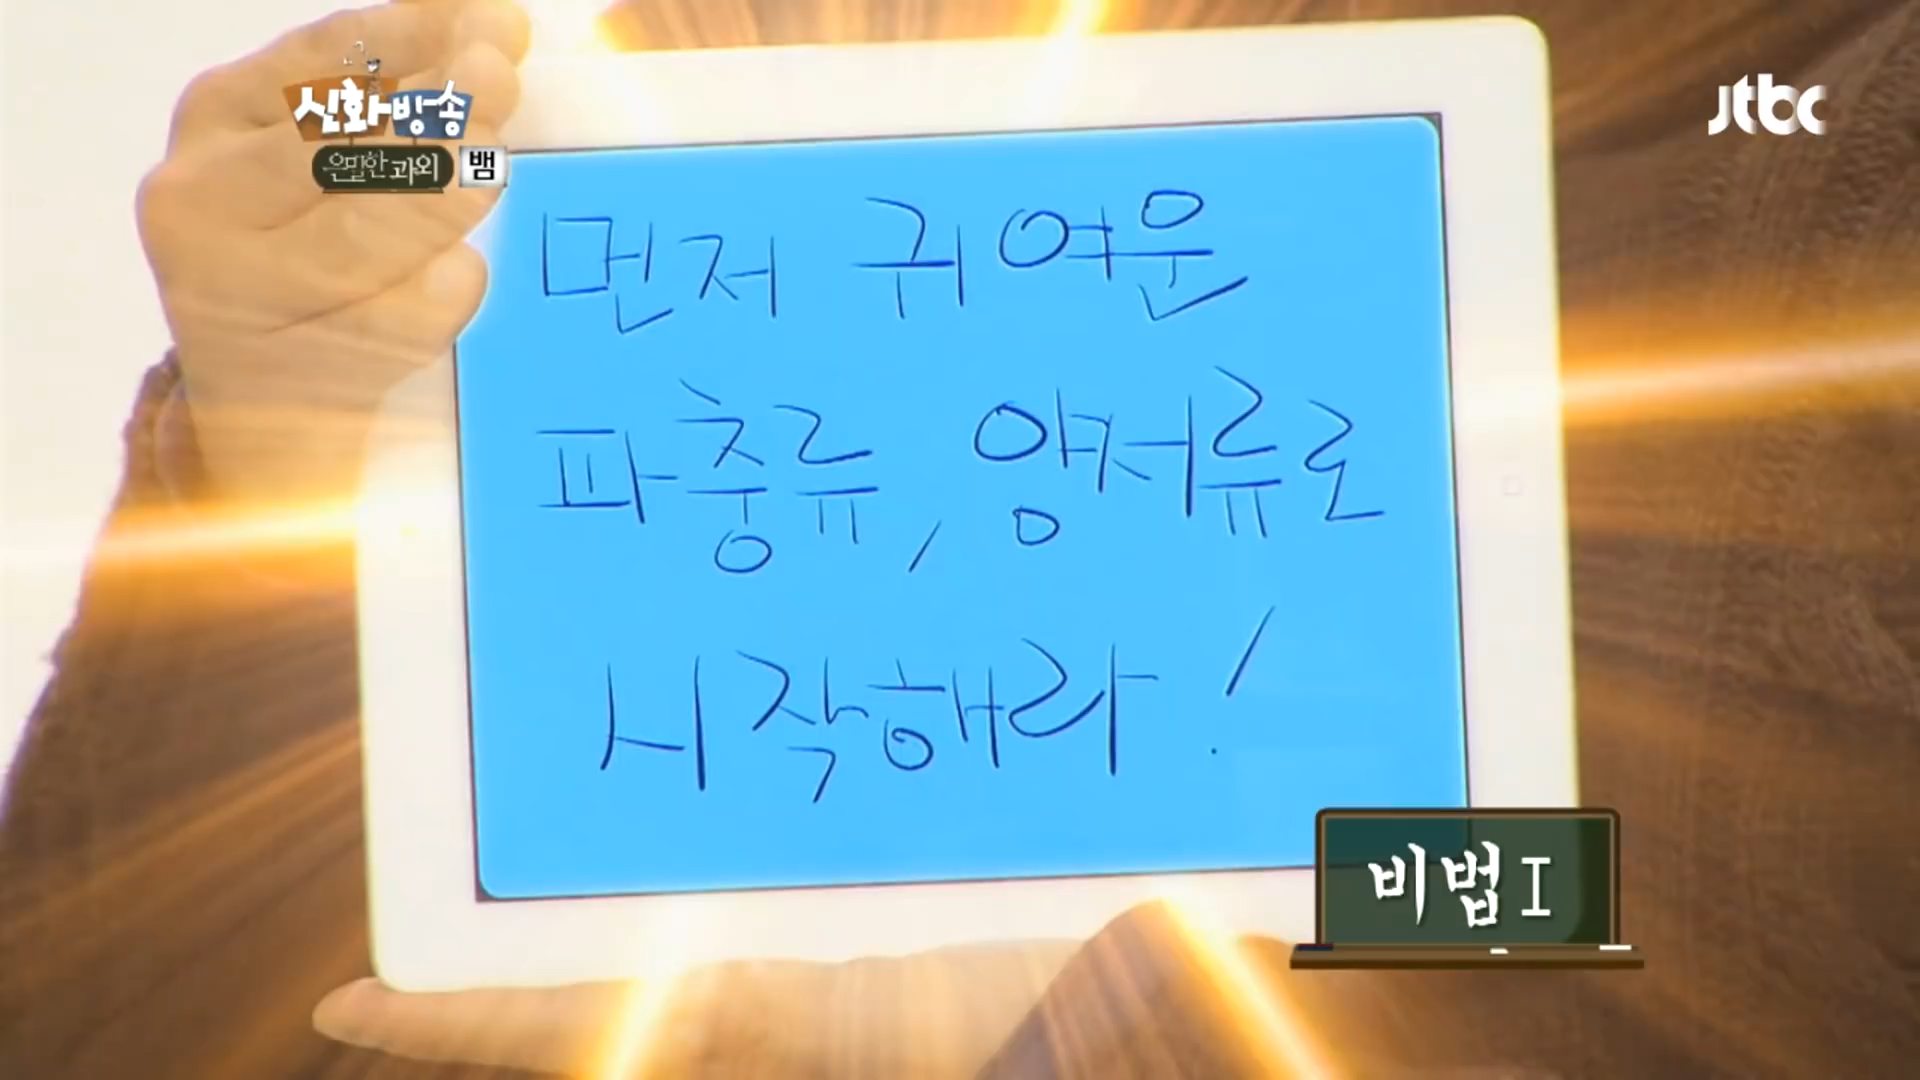 신화방송
은밀한 과외 뱀
jtbc
먼저 귀여운
파충류, 양저류로
시작해라!
비법 I